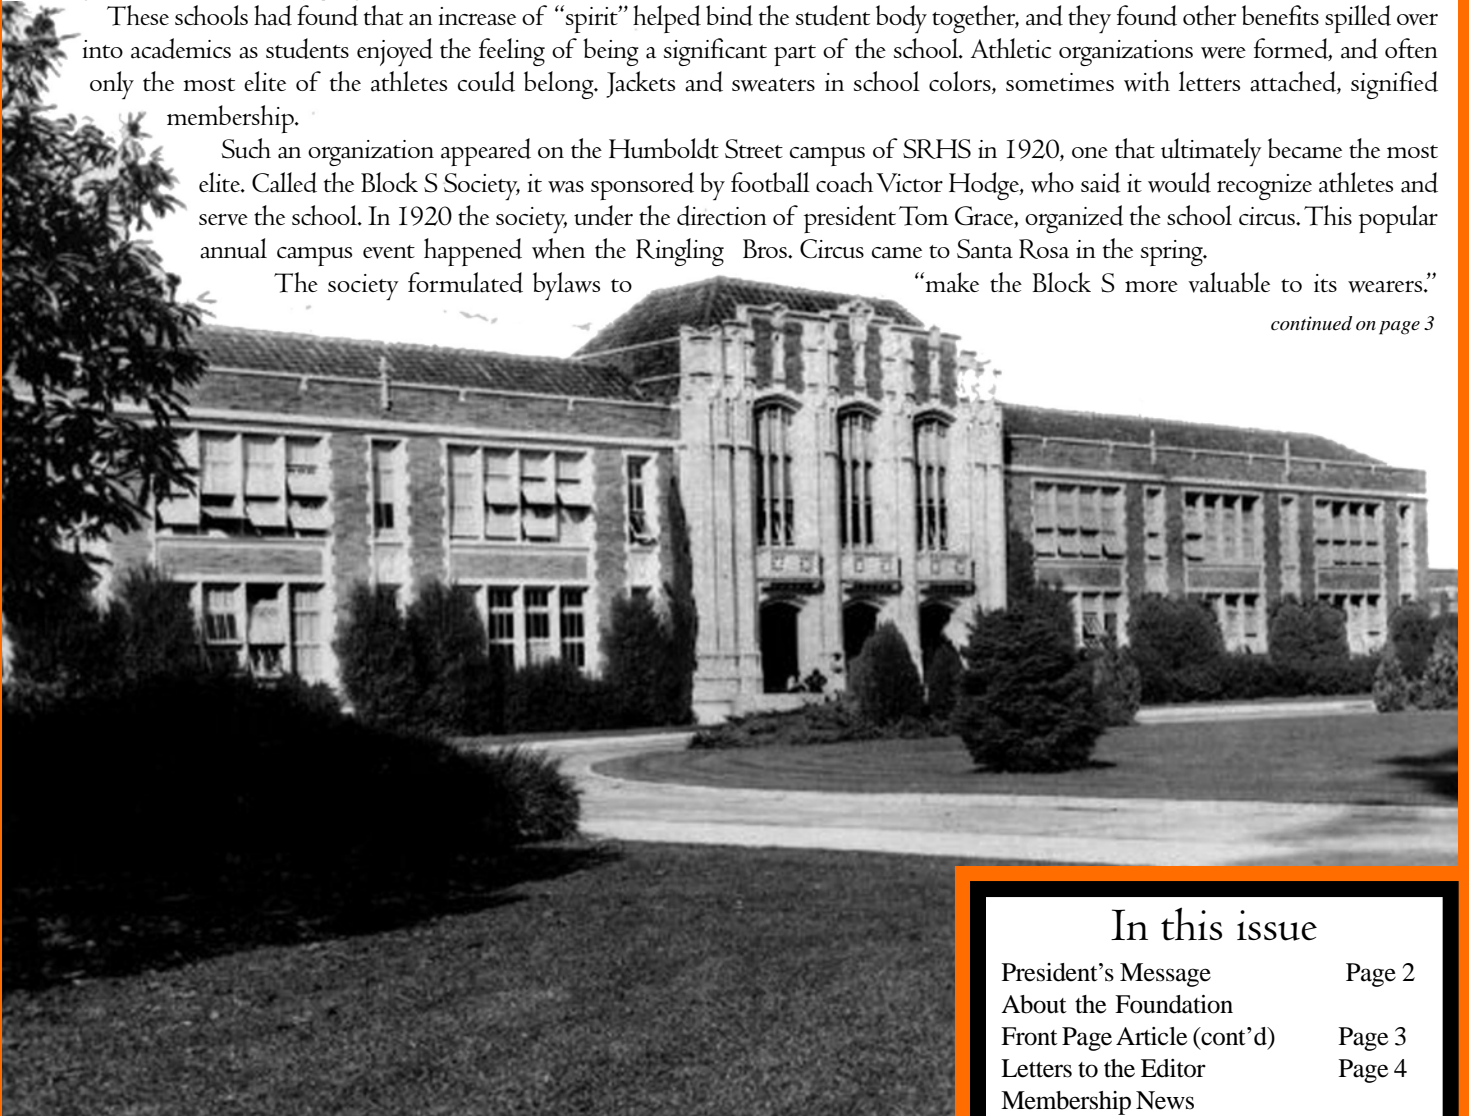 These schools had found that an increase of “spirit” helped bind the student body together, and they found other benefits spilled over
into academics as students enjoyed the feeling of being a significant part of the school. Athletic organizations were formed, and often
only the most elite of the athletes could belong. Jackets and sweaters in school colors, sometimes with letters attached, signified
membership.
Such an organization appeared on the Humboldt Street campus of SRHS in 1920, one that ultimately became the most
elite. Called the Block S Society, it was sponsored by football coach Victor Hodge, who said it would recognize athletes and
serve the school. In 1920 the society, under the direction of president Tom Grace, organized the school circus. This popular
annual campus event happened when the Ringling Bros. Circus came to Santa Rosa in the spring.
The society formulated bylaws to “make the Block S more valuable to its wearers.”
continued on page 3
In this issue
President’s Message Page 2
About the Foundation
Front Page Article (cont’d) Page 3
Letters to the Editor Page 4
Membership News